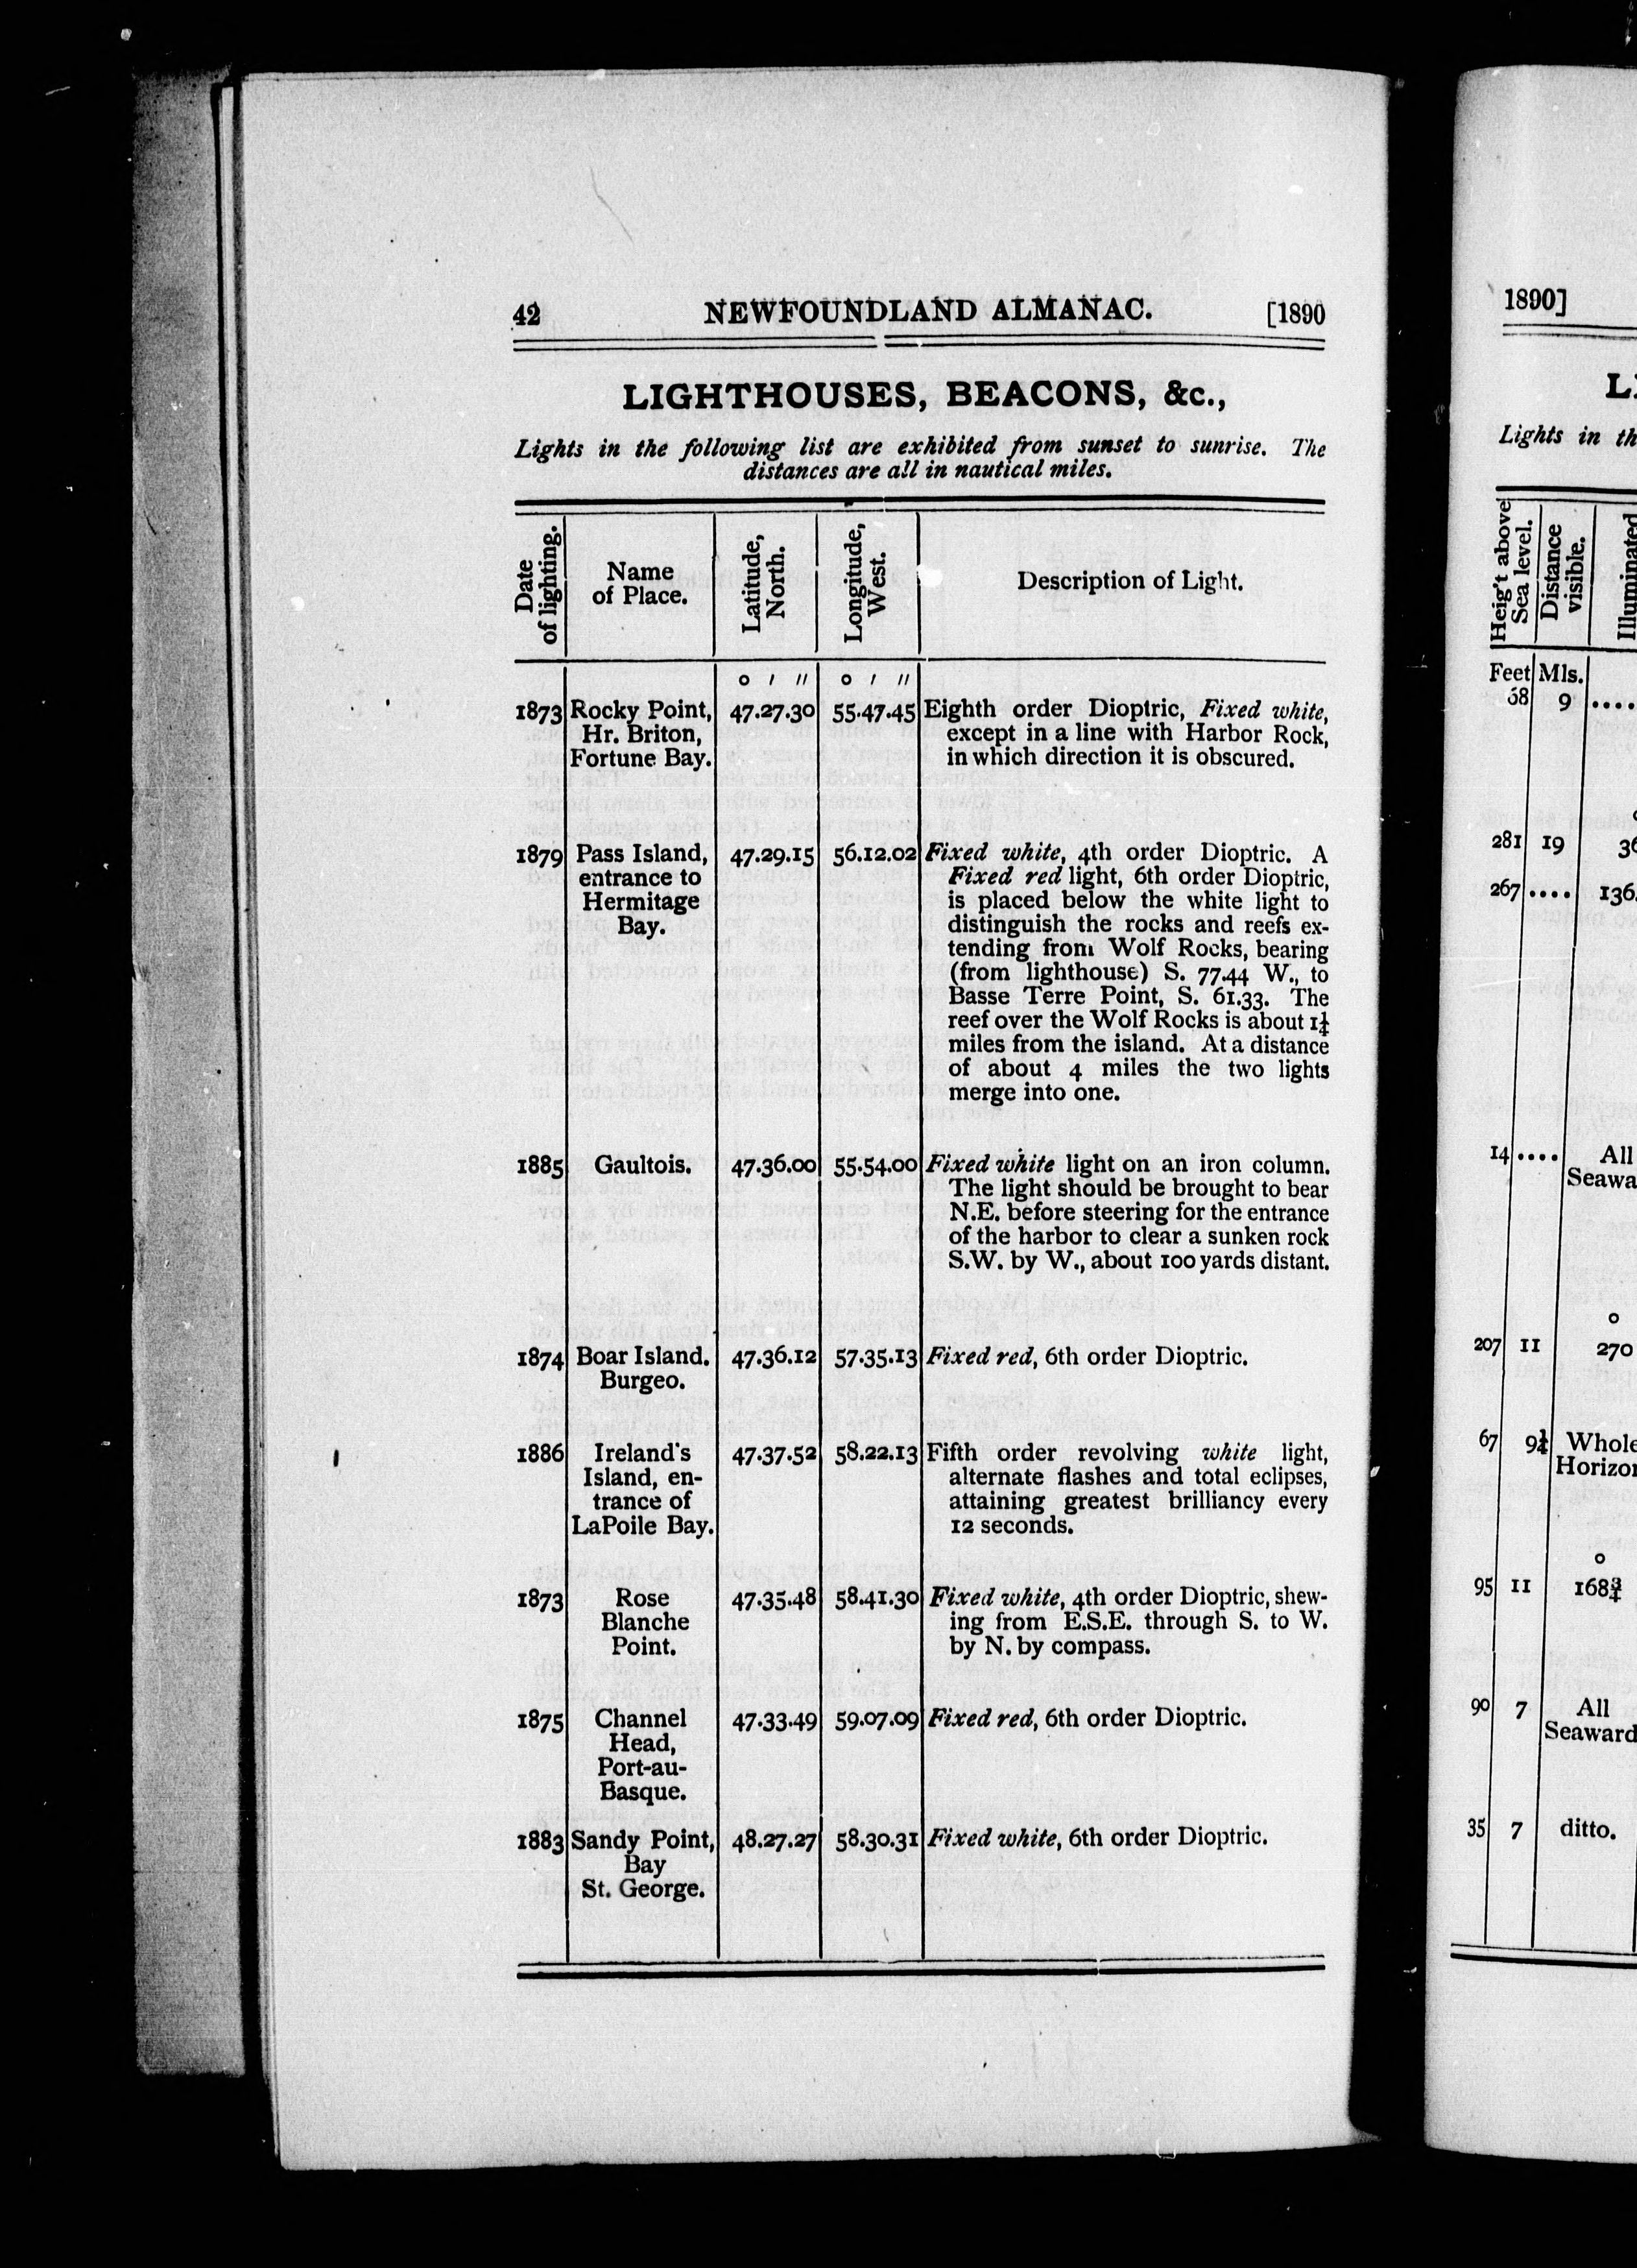 42 NEWFOUNDLAND ALMANAC. [1890
LIGHTHOUSES, BEACONS, &c.,
Lights in the following list are exhibited from sunset to sunrise. The
distances are all in nautical miles.
Date of lighting. Name of Place. Latitude, North. Longitude, West. Description of Light.
o ' " o ' "
1873 Rocky Point, 47.27.30 55.47.45 Eighth order Dioptric, Fixed white,
Hr. Briton, except in a line with Harbor Rock,
Fortune Bay. in which direction it is obscured.
1879 Pass Island, 47.29.15 56.12.02 Fixed white, 4th order Dioptric. A
entrance to Fixed red light, 6th order Dioptric,
Hermitage is placed below the white light to
Bay. distinguish the rocks and reefs ex-
tending from Wolf Rocks, bearing
(from lighthouse) S. 77.44 W., to
Basse Terre Point, S. 61.33. The
reef over the Wolf Rocks is about 1¼
miles from the island. At a distance
of about 4 miles the two lights
merge into one.
1885 Gaultois. 47.36.00 55.54.00 Fixed white light on an iron column.
The light should be brought to bear
N.E. before steering for the entrance
of the harbor to clear a sunken rock
S.W. by W., about 100 yards distant.
1874 Boar Island. 47.36.12 57.35.13 Fixed red, 6th order Dioptric.
Burgeo.
1886 Ireland's 47.37.52 58.22.13 Fifth order revolving white light,
Island, en- alternate flashes and total eclipses,
trance of attaining greatest brilliancy every
LaPoile Bay. 12 seconds.
1873 Rose 47.35.48 58.41.30 Fixed white, 4th order Dioptric, shew-
Blanche ing from E.S.E. through S. to W.
Point. by N. by compass.
1875 Channel 47.33.49 59.07.09 Fixed red, 6th order Dioptric.
Head,
Port-au-
Basque.
1883 Sandy Point, 48.27.27 58.30.31 Fixed white, 6th order Dioptric.
Bay
St. George.
1890]
Lights in th
Heig't above Sea level. Distance visible. Illuminated
Feet Mls.
68 9 ....
281 19
267 .... 136
14 .... All
Seawa
o
207 11 270
67 9¾ Whole
Horizon
o
95 11 168¾
90 7 All
Seaward
35 7 ditto.